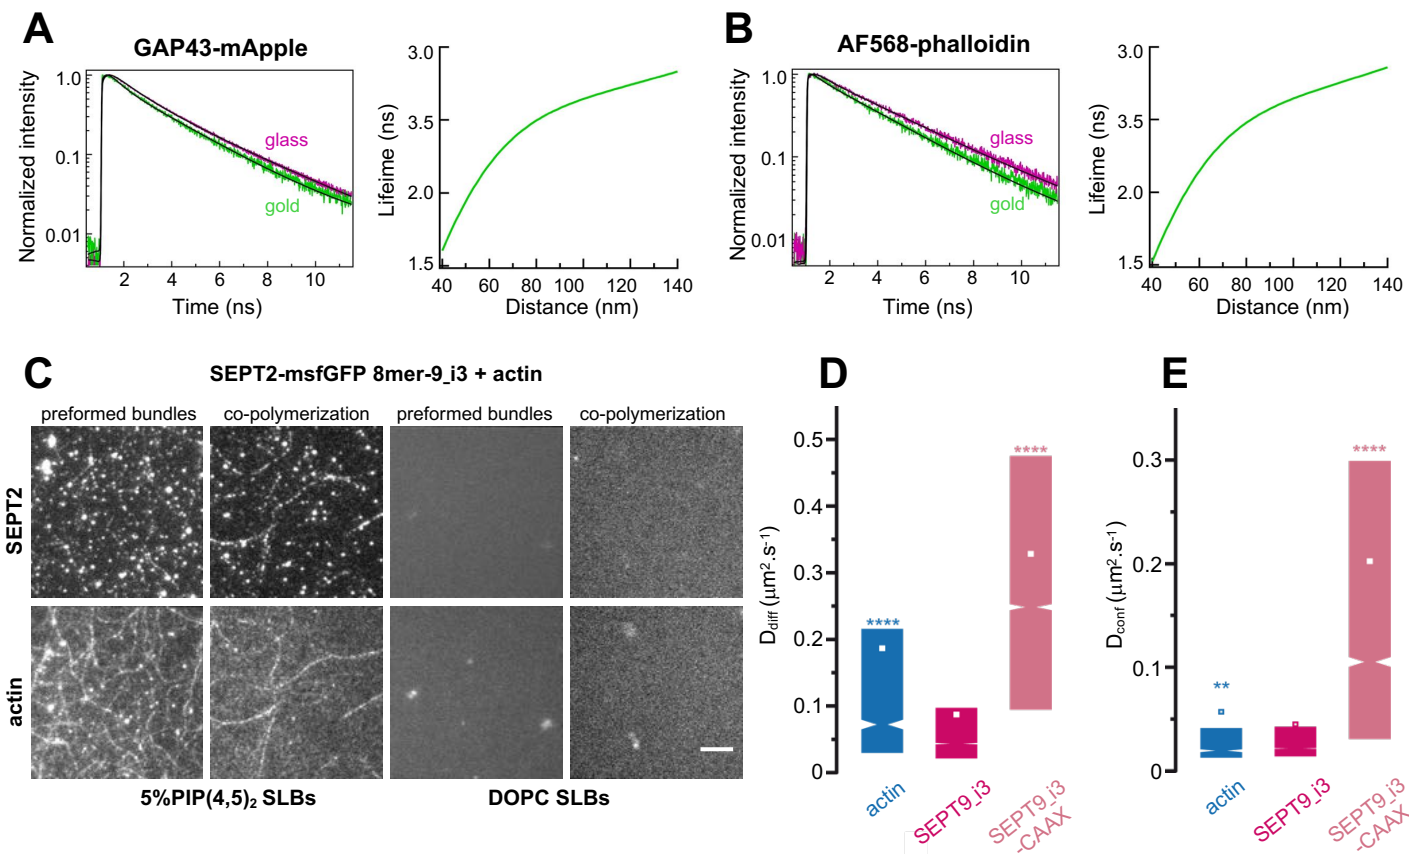 A
GAP43-mApple
Normalized intensity
1.0
0.1
0.01
glass
gold
2
4
6
8
10
Time (ns)
Lifeime (ns)
3.0
3.5
2.0
1.5
40
60
80
100
120
140
Distance (nm)
B
AF568-phalloidin
Normalized intensity
1.0
0.1
0.01
glass
gold
2
4
6
8
10
Time (ns)
Lifeime (ns)
3.0
3.5
2.0
1.5
40
60
80
100
120
140
Distance (nm)
C
SEPT2-msfGFP 8mer-9_i3 + actin
preformed bundles
co-polymerization
preformed bundles
co-polymerization
SEPT2
actin
5%PIP(4,5)₂ SLBs
DOPC SLBs
D
Ddiff (μm².s⁻¹)
0.5
0.4
0.3
0.2
0.1
0
****
****
actin
SEPT9_i3
SEPT9_i3
-CAAX
E
Dconf (μm².s⁻¹)
0.3
0.2
0.1
0
**
****
actin
SEPT9_i3
SEPT9_i3
-CAAX